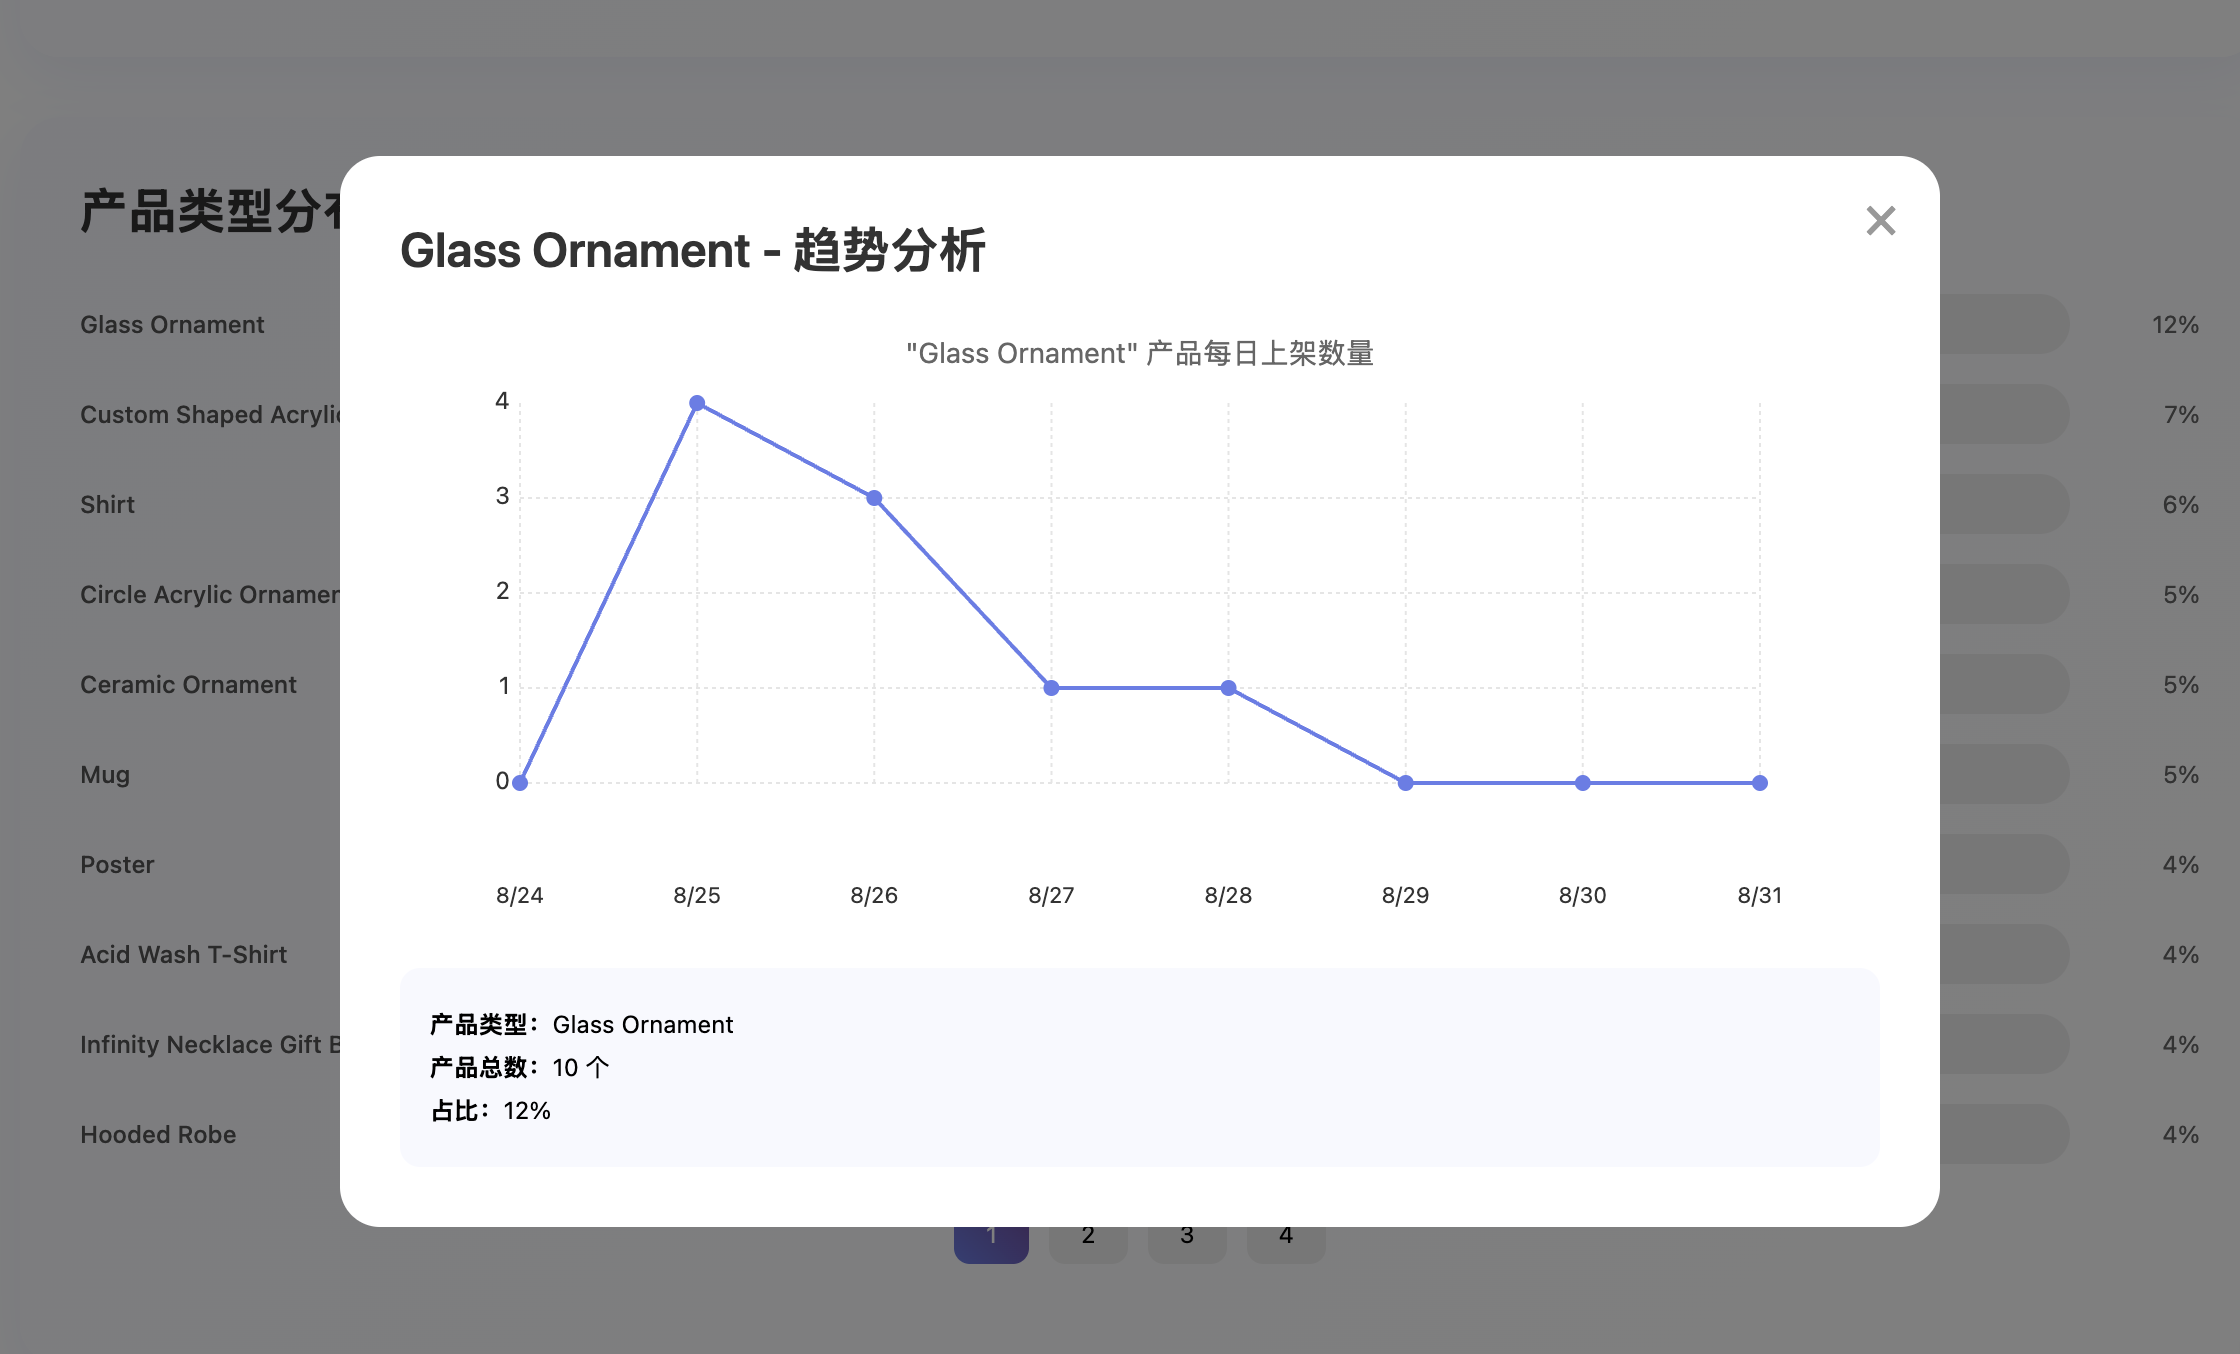 产品类型分
Glass Ornament - 趋势分析
×
Glass Ornament 12%
"Glass Ornament" 产品每日上架数量
Custom Shaped Acrylic 7%
Shirt 6%
Circle Acrylic Ornamen 5%
Ceramic Ornament 5%
Mug 5%
Poster 4%
Acid Wash T-Shirt 4%
Infinity Necklace Gift B 4%
Hooded Robe 4%
4
3
2
1
0
8/24 8/25 8/26 8/27 8/28 8/29 8/30 8/31
产品类型：Glass Ornament
产品总数：10 个
占比：12%
1 2 3 4